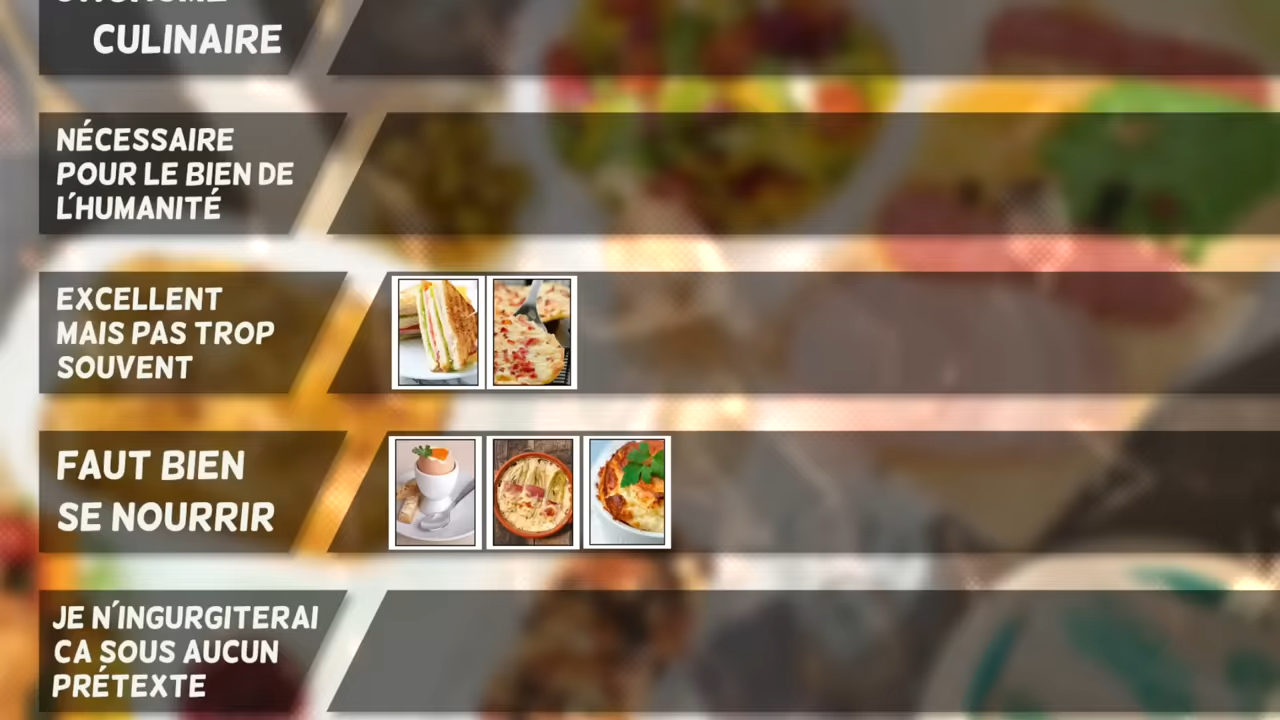 CULINAIRE
NÉCESSAIRE
POUR LE BIEN DE
L'HUMANITÉ
EXCELLENT
MAIS PAS TROP
SOUVENT
FAUT BIEN
SE NOURRIR
JE N'INGURGITERAI
CA SOUS AUCUN
PRÉTEXTE